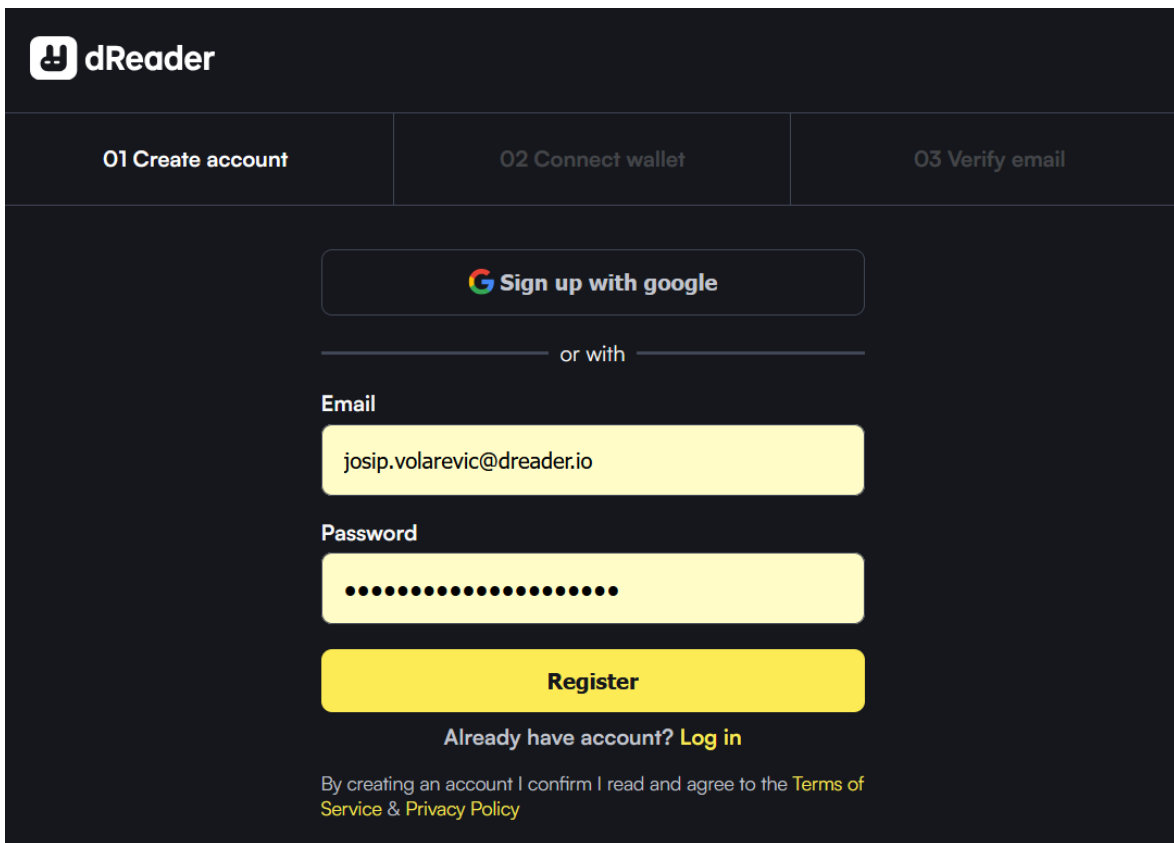 dReader
01 Create account
02 Connect wallet
03 Verify email
Sign up with google
or with
Email
josip.volarevic@dreader.io
Password
•••••••••••••••••••••
Register
Already have account? Log in
By creating an account I confirm I read and agree to the Terms of
Service & Privacy Policy